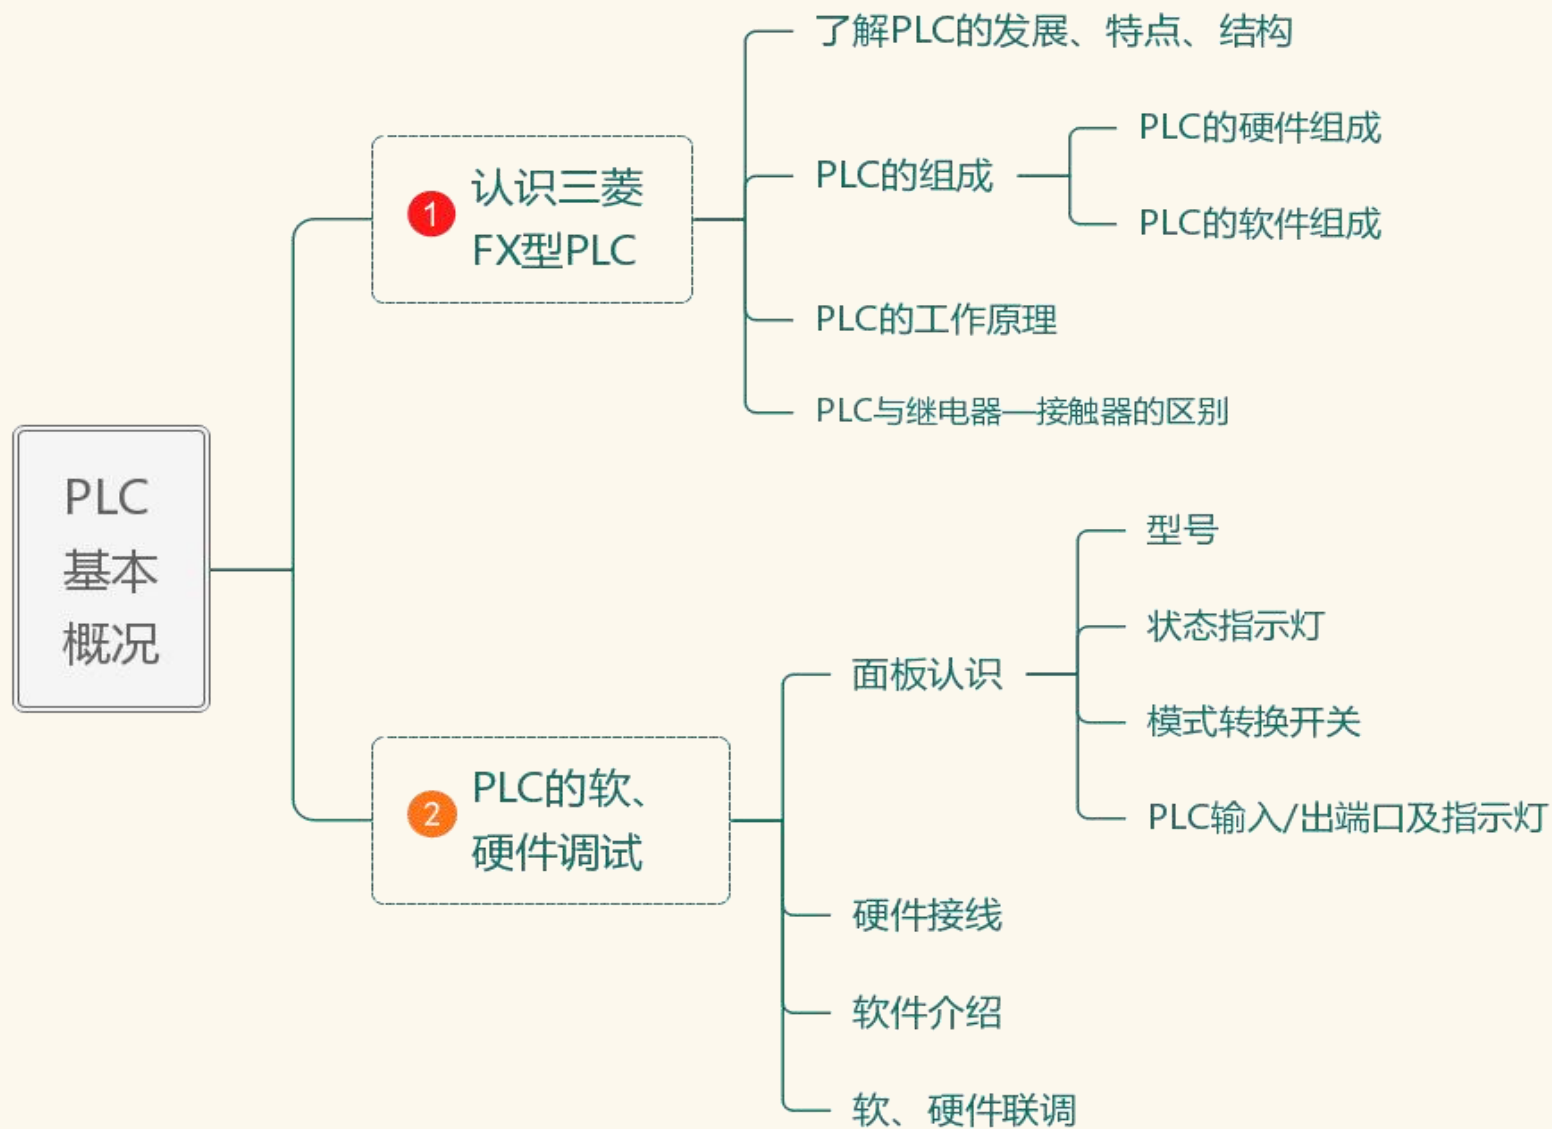 PLC
基本
概况
1
认识三菱
FX型PLC
了解PLC的发展、特点、结构
PLC的组成
PLC的硬件组成
PLC的软件组成
PLC的工作原理
PLC与继电器—接触器的区别
2
PLC的软、
硬件调试
面板认识
型号
状态指示灯
模式转换开关
PLC输入/出端口及指示灯
硬件接线
软件介绍
软、硬件联调